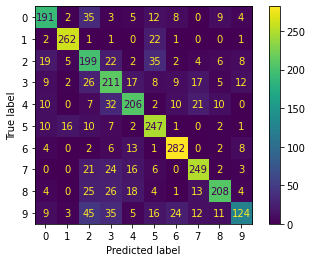 0 191 2 35 3 5 12 8 0 9 4
1 2 262 1 1 0 22 1 0 0 1
2 19 5 199 22 2 35 2 4 6 8
3 9 2 26 211 17 9 9 17 5 12
4 10 0 7 32 206 2 10 21 10 0
5 10 16 10 7 2 247 1 0 2 1
6 4 0 2 6 13 1 282 0 2 8
7 0 0 21 24 16 6 0 249 2 3
8 4 0 25 26 18 4 1 13 208 4
9 9 3 45 35 5 16 24 12 11 124
0 1 2 3 4 5 6 7 8 9
Predicted label
True label
250
200
150
100
50
0